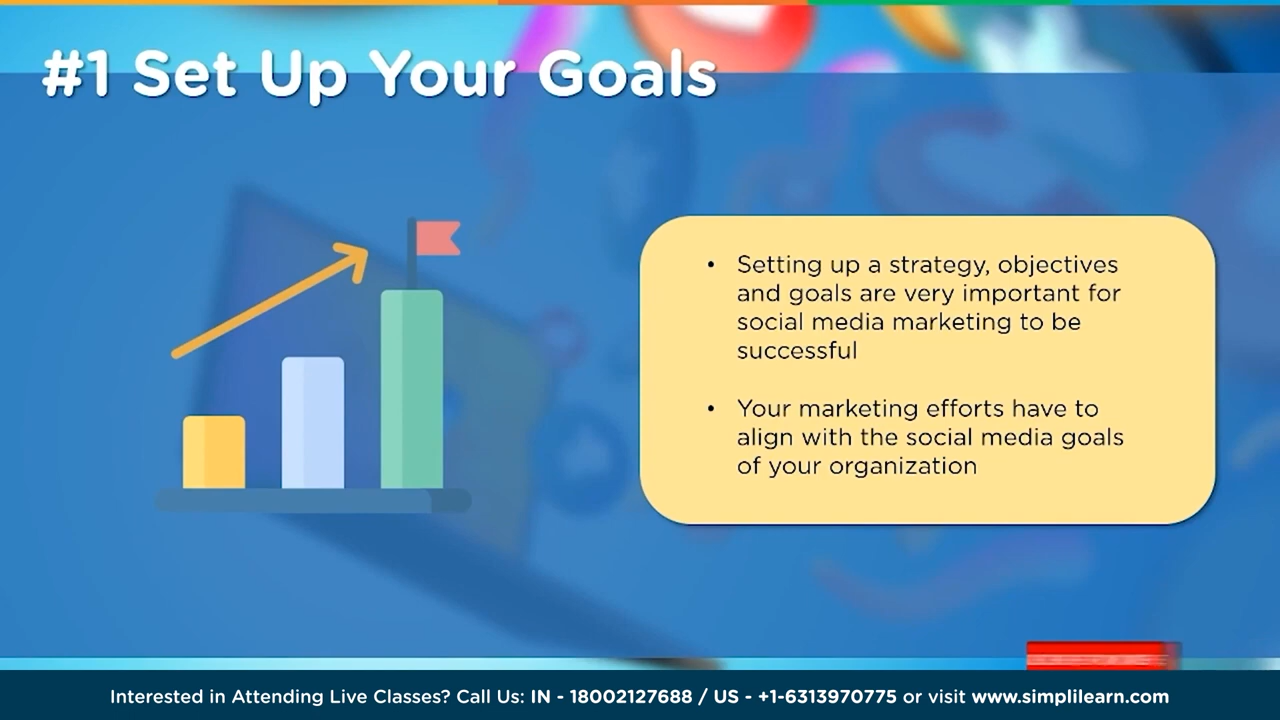 #1 Set Up Your Goals
• Setting up a strategy, objectives
and goals are very important for
social media marketing to be
successful
• Your marketing efforts have to
align with the social media goals
of your organization
Interested in Attending Live Classes? Call Us: IN - 18002127688 / US - +1-6313970775 or visit www.simplilearn.com